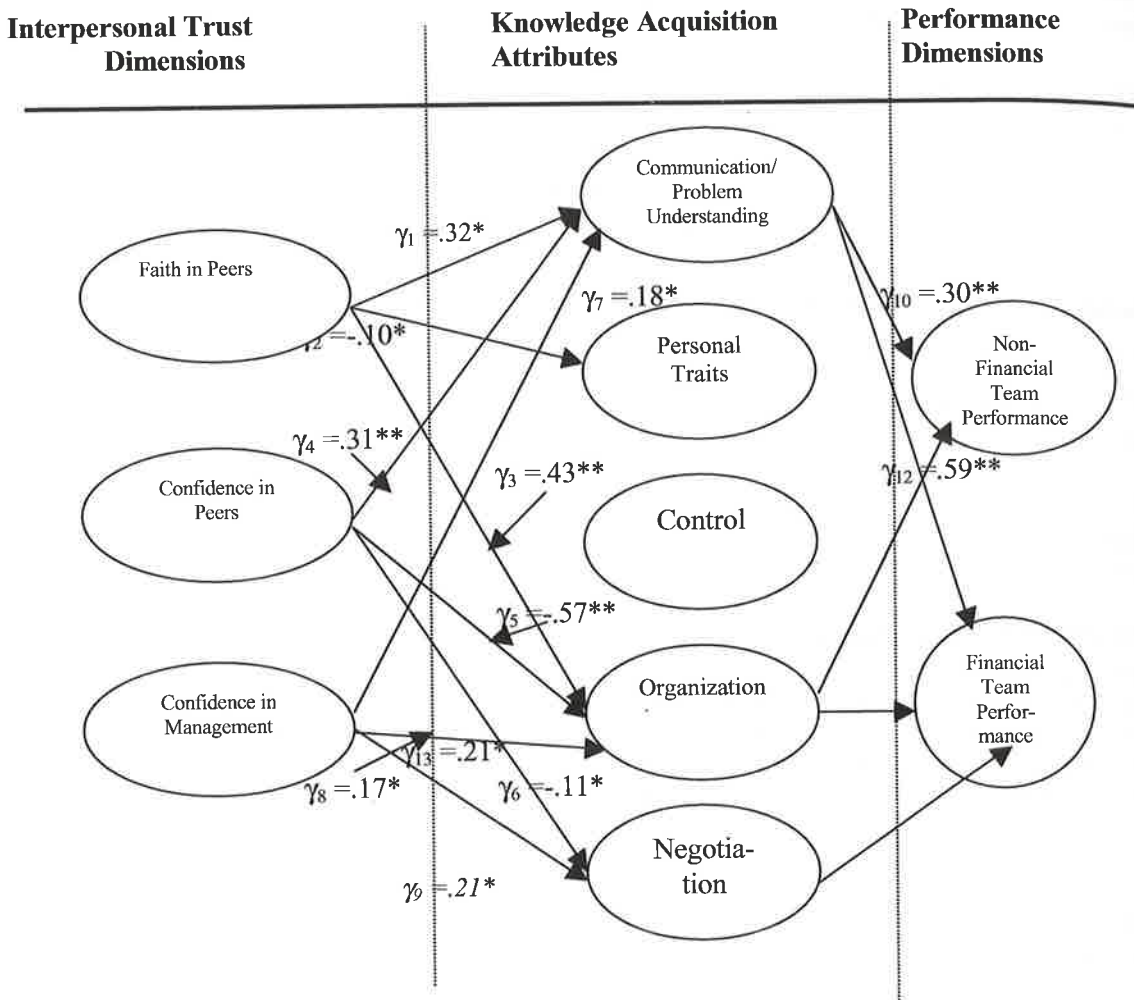 Interpersonal Trust
Dimensions
Knowledge Acquisition
Attributes
Performance
Dimensions
Communication/
Problem
Understanding
γ₁ =.32*
Faith in Peers
γ₇ =.18*
γ₁₀ =.30**
γ₂ =-.10*
Personal
Traits
Non-
Financial
Team
Performance
γ₄ =.31**
γ₃ =.43**
γ₁₂ =.59**
Confidence in
Peers
Control
γ₅ =-.57**
Confidence in
Management
Organization
Financial
Team
Perfor-
mance
γ₁₃ =.21*
γ₈ =.17*
γ₆ =-.11*
Negotia-
tion
γ₉ =.21*